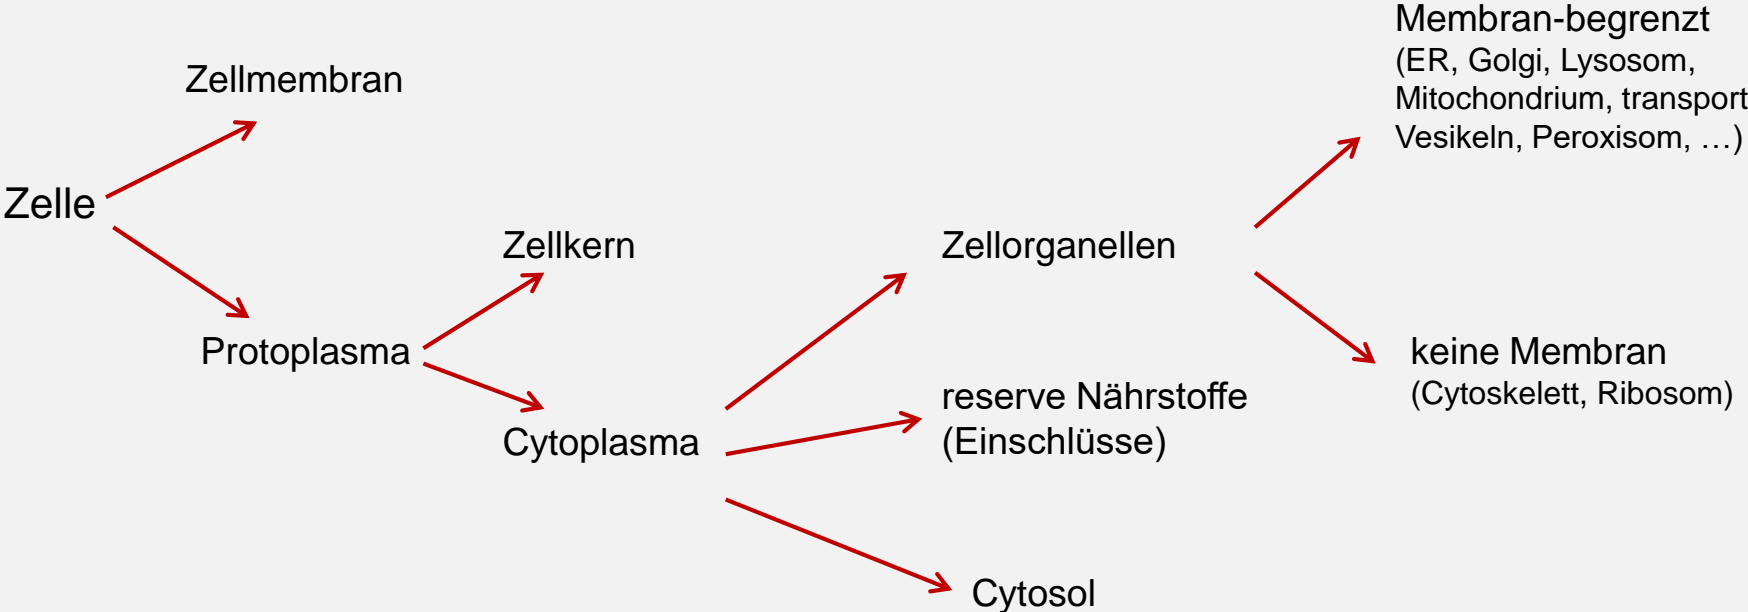 Membran-begrenzt
(ER, Golgi, Lysosom,
Mitochondrium, transport
Vesikeln, Peroxisom, …)
Zellmembran
Zelle
Zellkern
Zellorganellen
Protoplasma
keine Membran
(Cytoskelett, Ribosom)
reserve Nährstoffe
(Einschlüsse)
Cytoplasma
Cytosol